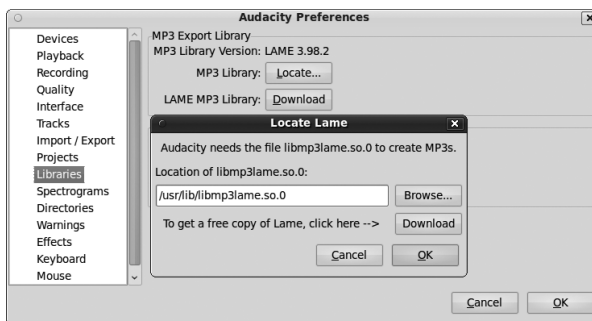 Audacity Preferences
Devices
Playback
Recording
Quality
Interface
Tracks
Import / Export
Projects
Libraries
Spectrograms
Directories
Warnings
Effects
Keyboard
Mouse
MP3 Export Library
MP3 Library Version: LAME 3.98.2
MP3 Library: Locate...
LAME MP3 Library: Download
Locate Lame
Audacity needs the file libmp3lame.so.0 to create MP3s.
Location of libmp3lame.so.0:
/usr/lib/libmp3lame.so.0 Browse...
To get a free copy of Lame, click here --> Download
Cancel OK
Cancel OK